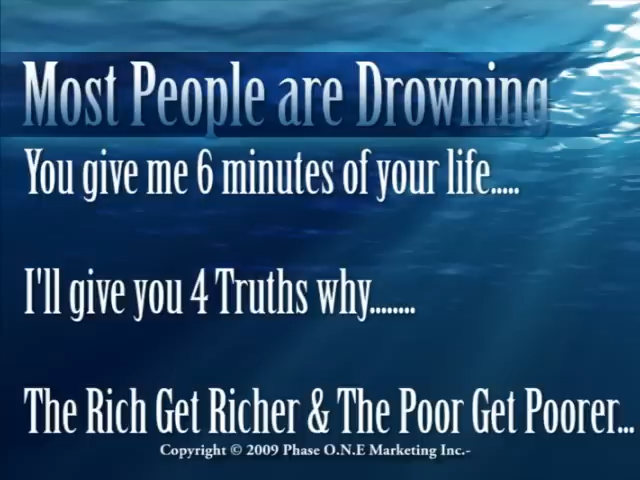 Most People are Drowning
You give me 6 minutes of your life.....
I'll give you 4 Truths why........
The Rich Get Richer & The Poor Get Poorer...
Copyright © 2009 Phase O.N.E Marketing Inc.-